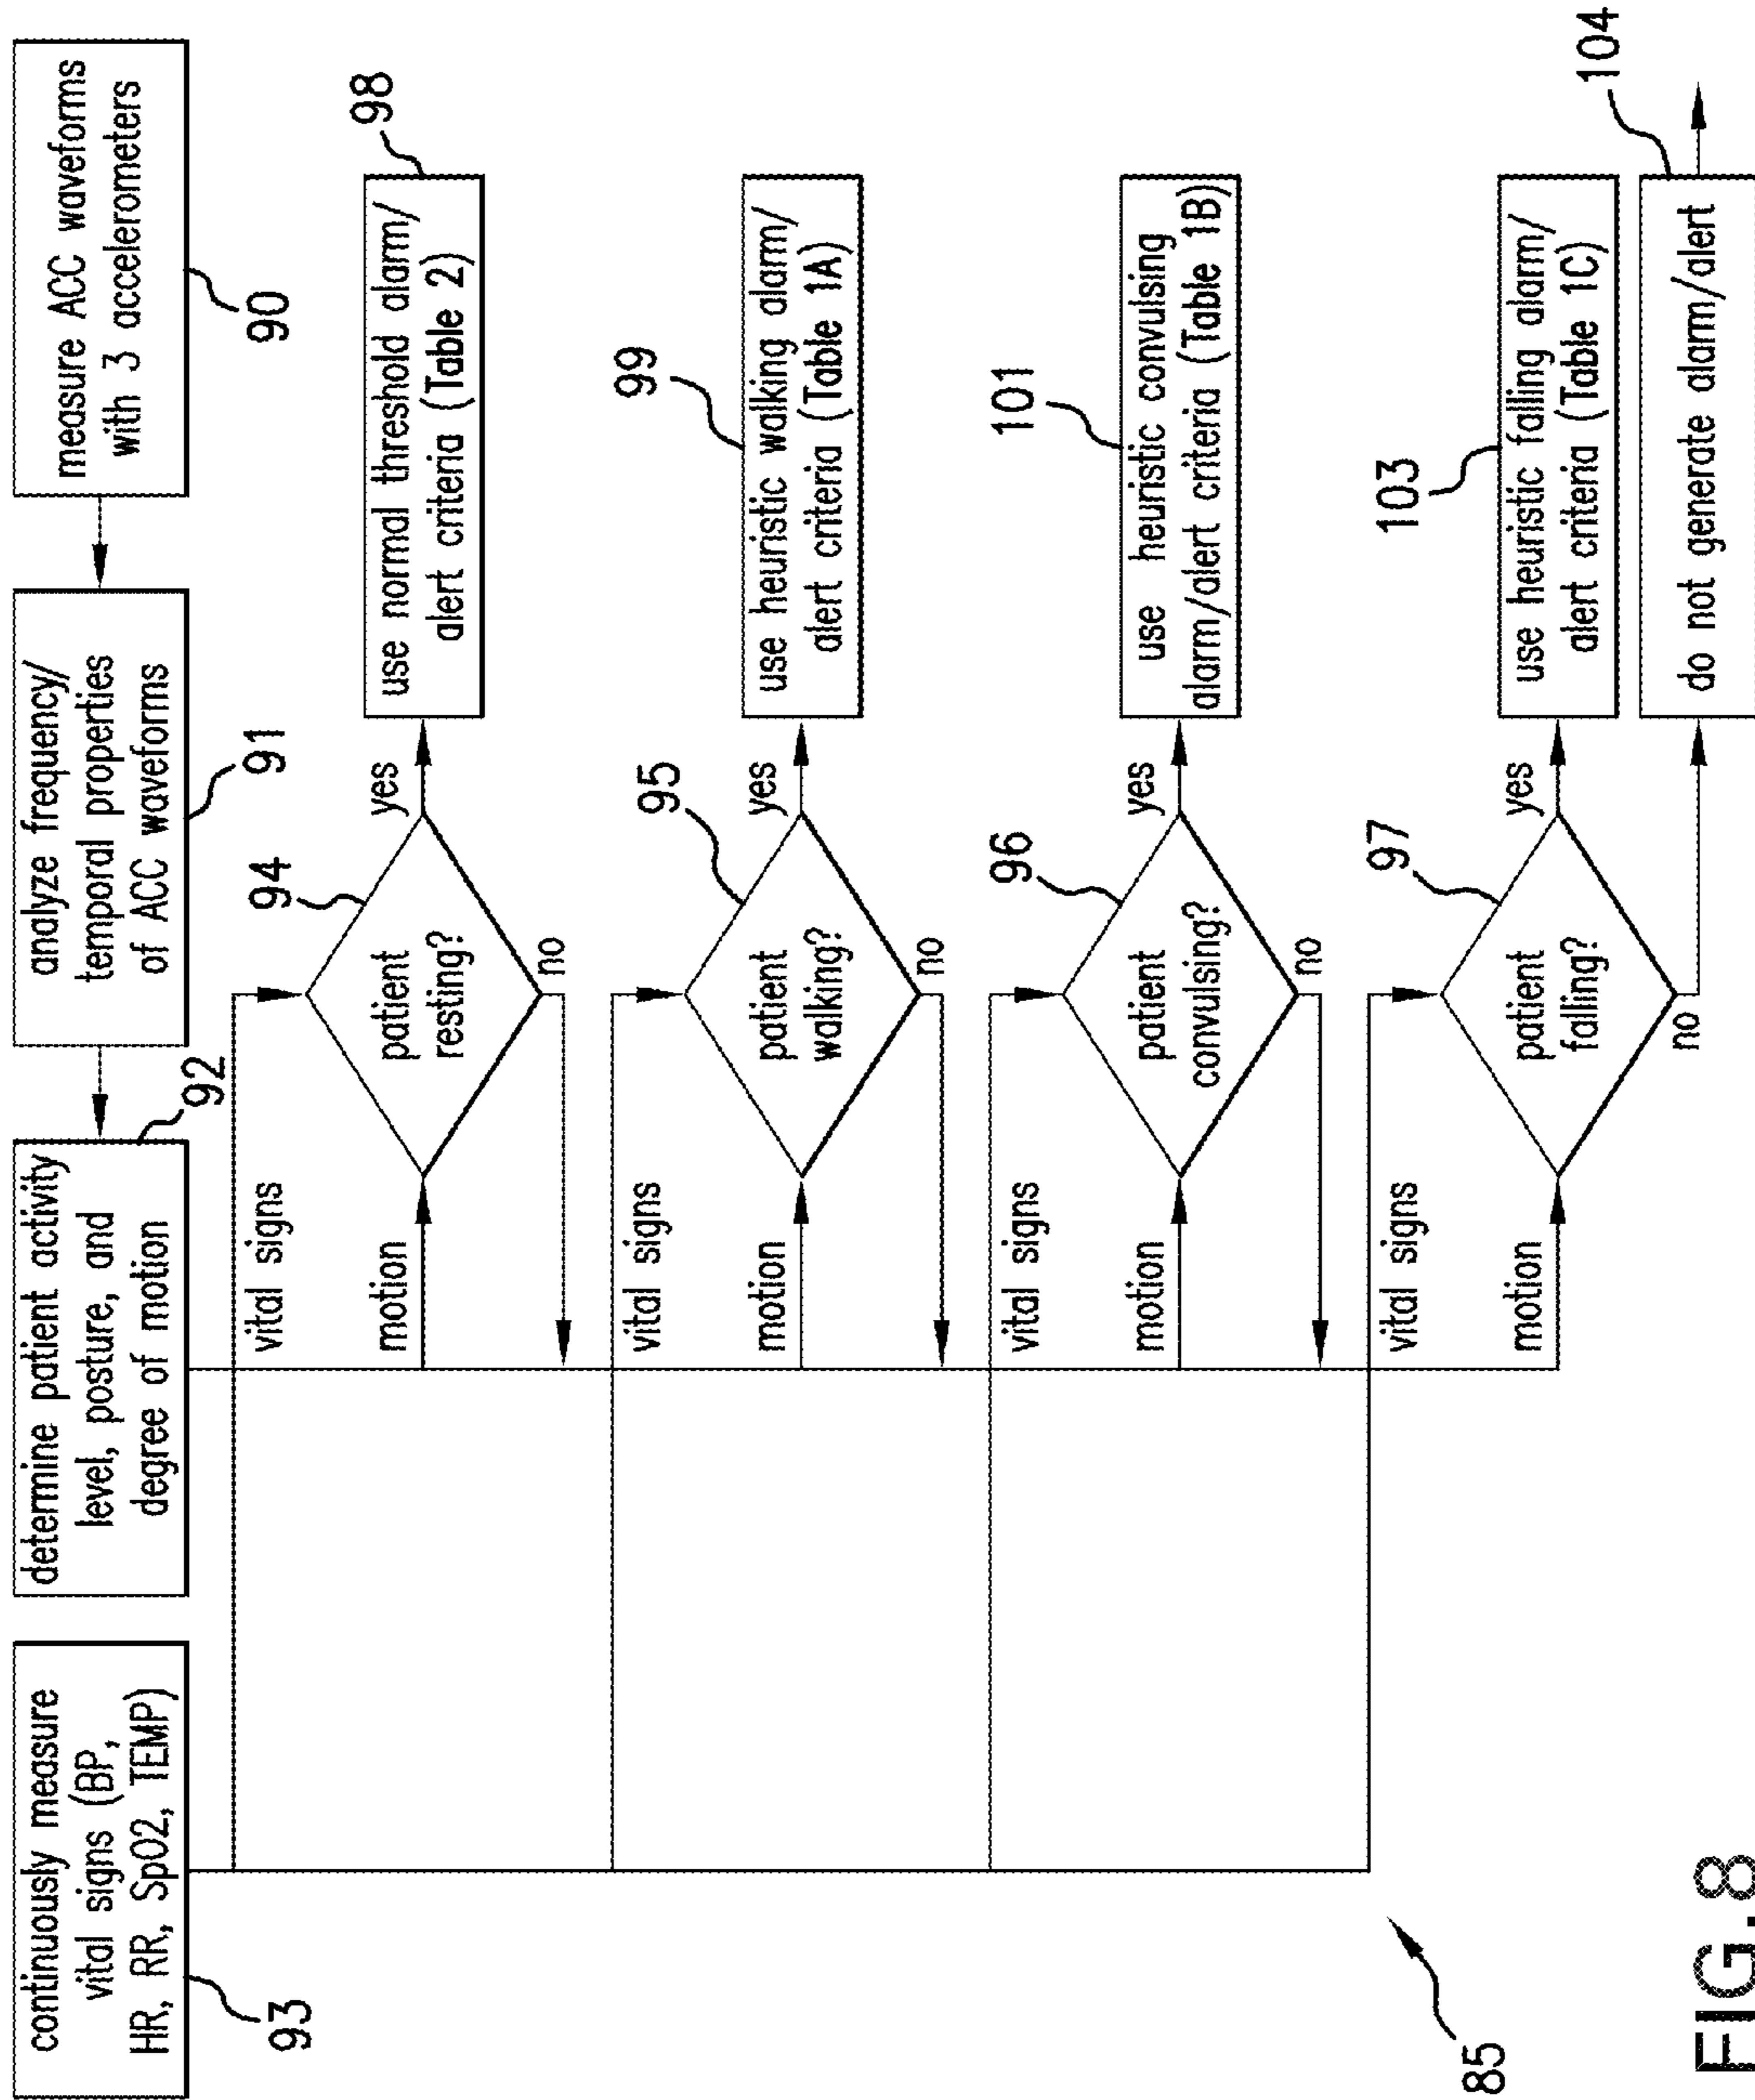 continuously measure
vital signs (BP,
HR, RR, SpO2, TEMP)
93
determine patient activity
level, posture, and
degree of motion
92
analyze frequency/
temporal properties
of ACC waveforms
91
measure ACC waveforms
with 3 accelerometers
90
vital signs
motion
patient
resting?
94
yes
no
use normal threshold alarm/
alert criteria (Table 2)
98
vital signs
motion
patient
walking?
95
yes
no
use heuristic walking alarm/
alert criteria (Table 1A)
99
vital signs
motion
patient
convulsing?
96
yes
no
use heuristic convulsing
alarm/alert criteria (Table 1B)
101
vital signs
motion
patient
falling?
97
yes
no
use heuristic falling alarm/
alert criteria (Table 1C)
103
do not generate alarm/alert
104
85
FIG.8